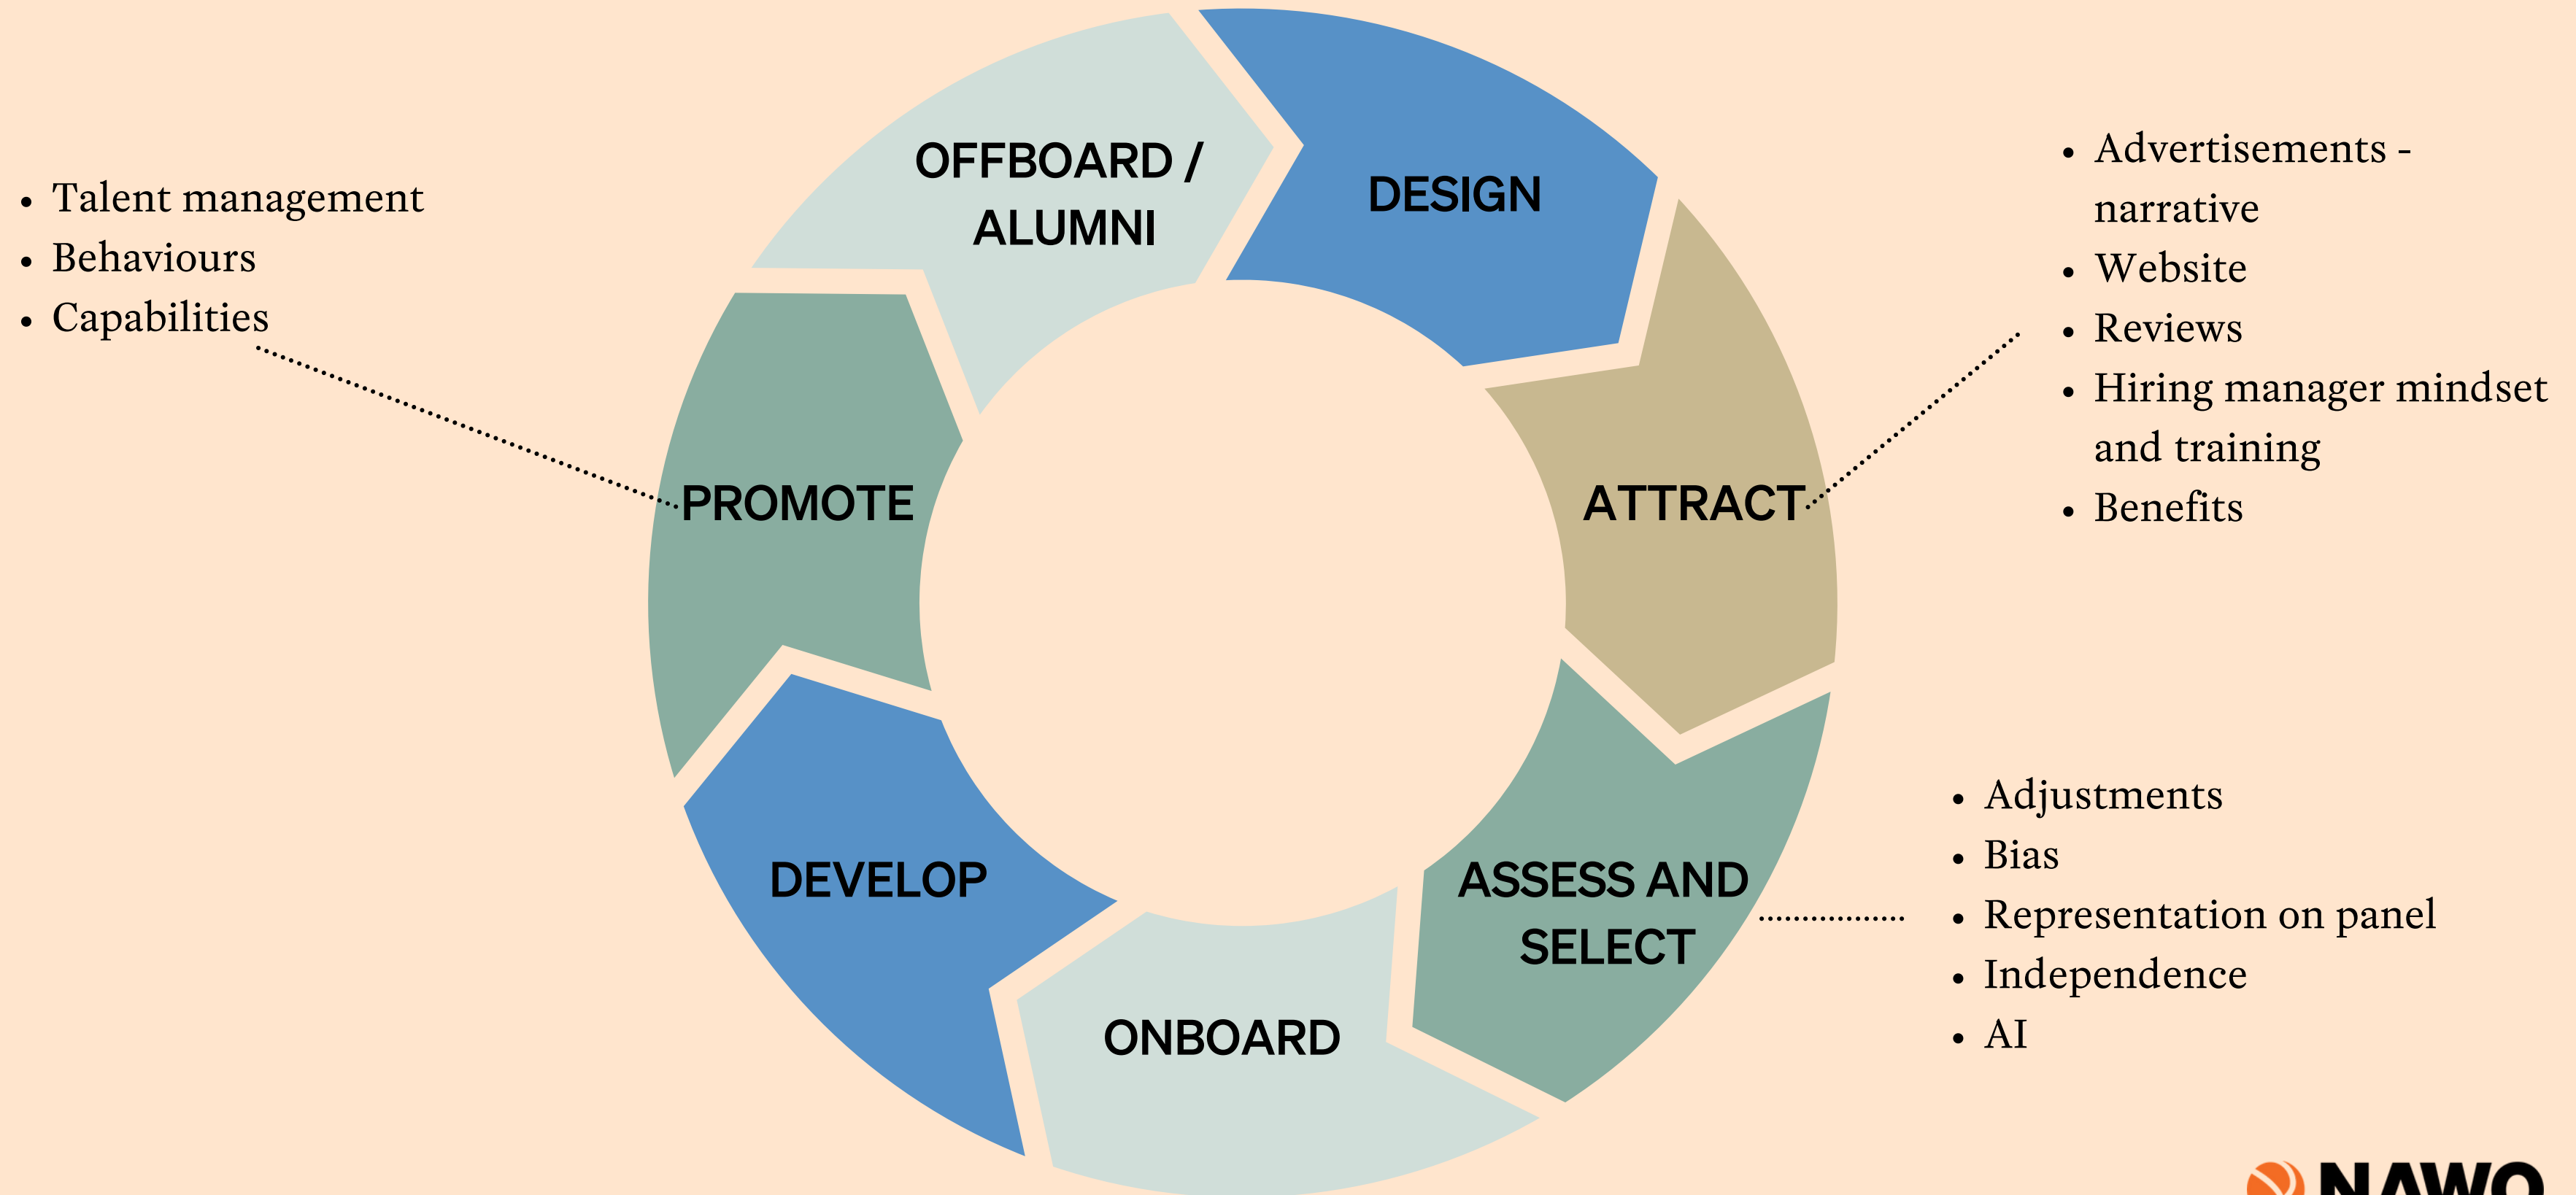 OFFBOARD /
ALUMNI
DESIGN
• Talent management
• Behaviours
• Capabilities
• Advertisements -
narrative
• Website
• Reviews
• Hiring manager mindset
and training
• Benefits
PROMOTE
ATTRACT
DEVELOP
ASSESS AND
SELECT
• Adjustments
• Bias
• Representation on panel
• Independence
• AI
ONBOARD
NAWO